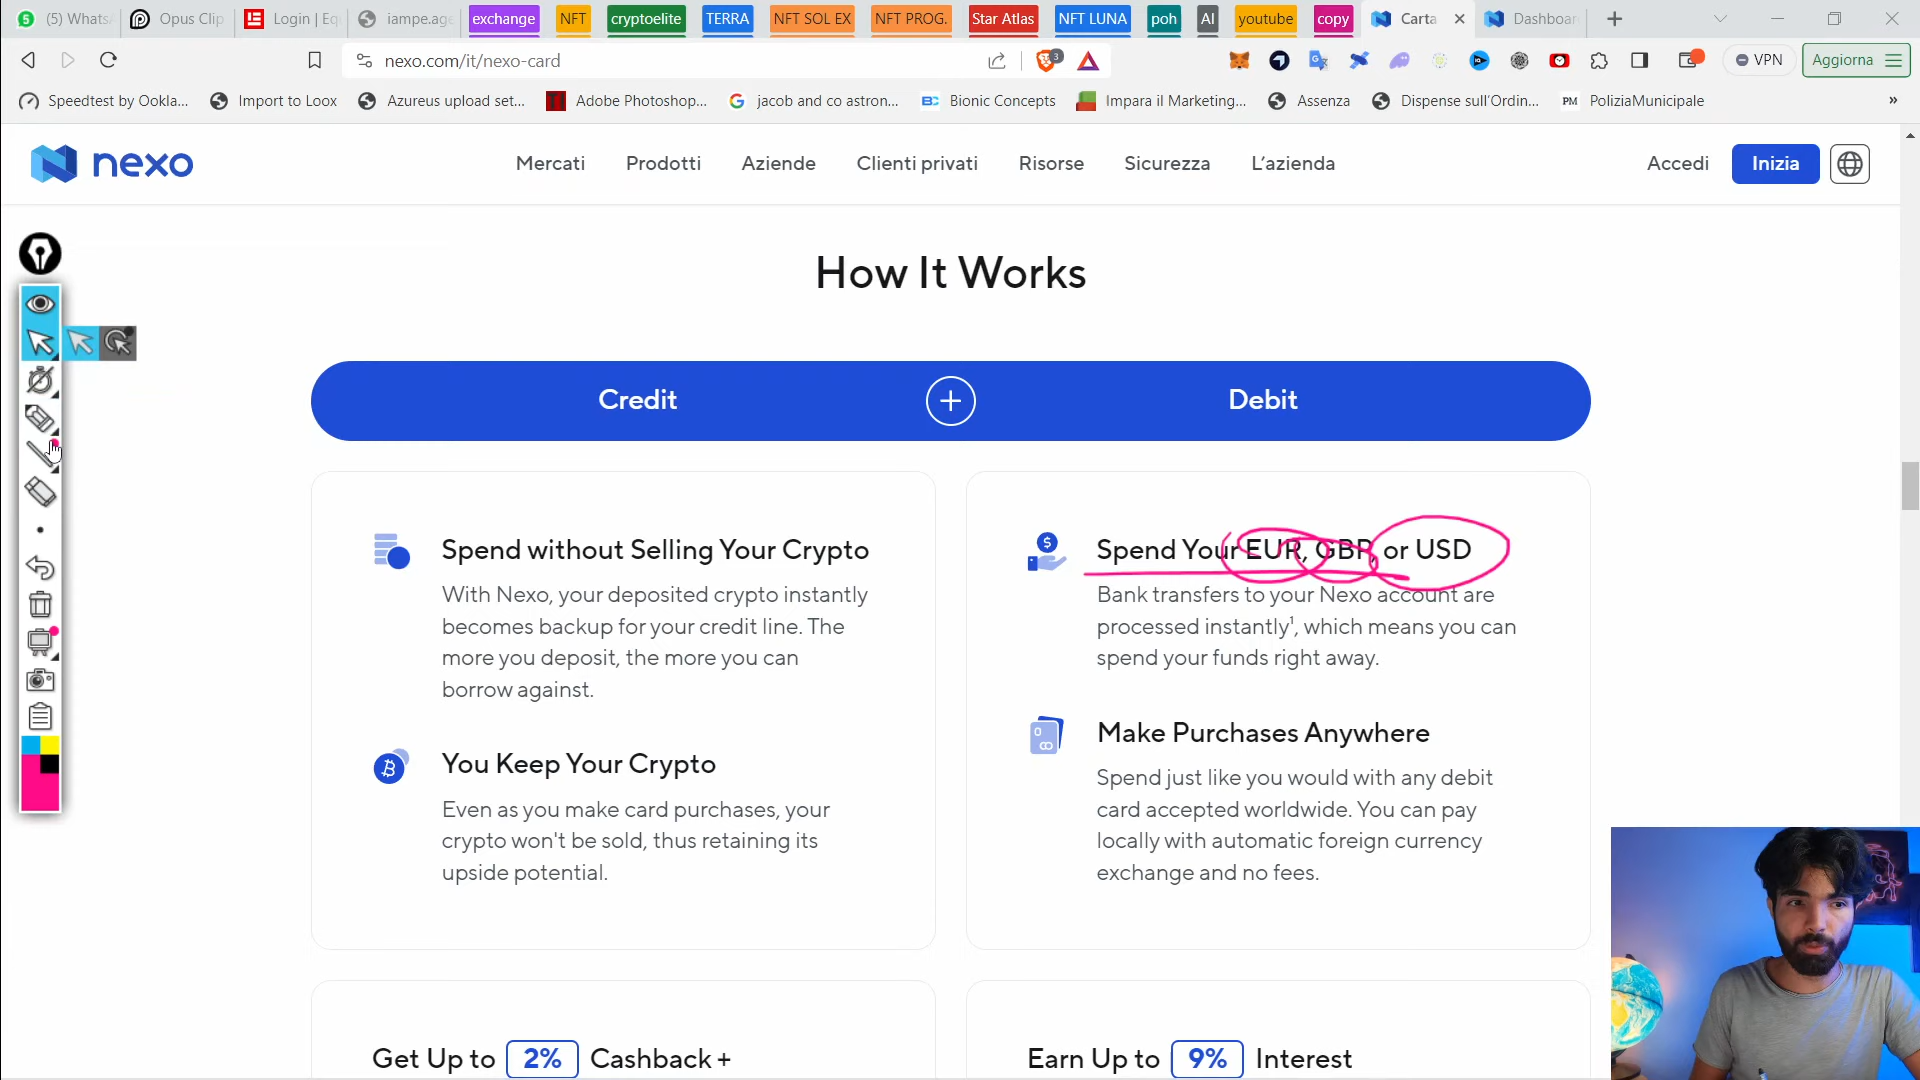 5
(5) Whats
Opus Clip
Login | Eq
iampe.age
exchange
NFT
cryptoelite
TERRA
NFT SOL EX
NFT PROG.
Star Atlas
NFT LUNA
poh
AI
youtube
copy
Carta
Dashboar
nexo.com/it/nexo-card
3
VPN
Aggiorna
Speedtest by Ookla...
Import to Loox
Azureus upload set...
Adobe Photoshop...
jacob and co astron...
Bionic Concepts
Impara il Marketing...
Assenza
Dispense sull'Ordin...
PM PoliziaMunicipale
»
nexo
Mercati
Prodotti
Aziende
Clienti privati
Risorse
Sicurezza
L'azienda
Accedi
Inizia
How It Works
Credit
Debit
Spend without Selling Your Crypto
With Nexo, your deposited crypto instantly
becomes backup for your credit line. The
more you deposit, the more you can
borrow against.
You Keep Your Crypto
Even as you make card purchases, your
crypto won't be sold, thus retaining its
upside potential.
Spend Your EUR, GBP, or USD
Bank transfers to your Nexo account are
processed instantly¹, which means you can
spend your funds right away.
Make Purchases Anywhere
Spend just like you would with any debit
card accepted worldwide. You can pay
locally with automatic foreign currency
exchange and no fees.
Get Up to 2% Cashback +
Earn Up to 9% Interest